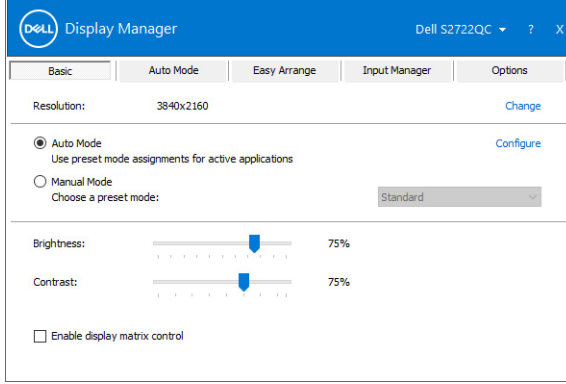 DELL Display Manager Dell S2722QC ? X
Basic Auto Mode Easy Arrange Input Manager Options
Resolution: 3840x2160 Change
Auto Mode Configure
Use preset mode assignments for active applications
Manual Mode
Choose a preset mode: Standard
Brightness: 75%
Contrast: 75%
Enable display matrix control